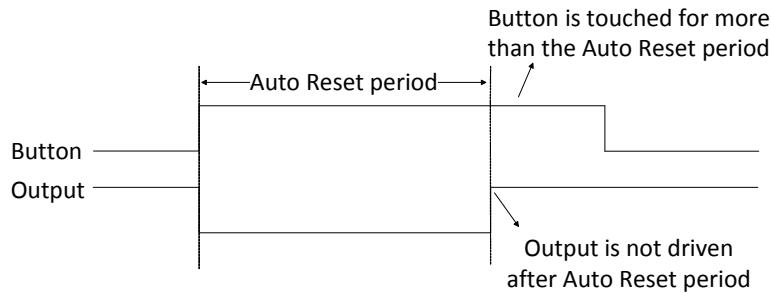 Button is touched for more
than the Auto Reset period
Auto Reset period
Button
Output
Output is not driven
after Auto Reset period